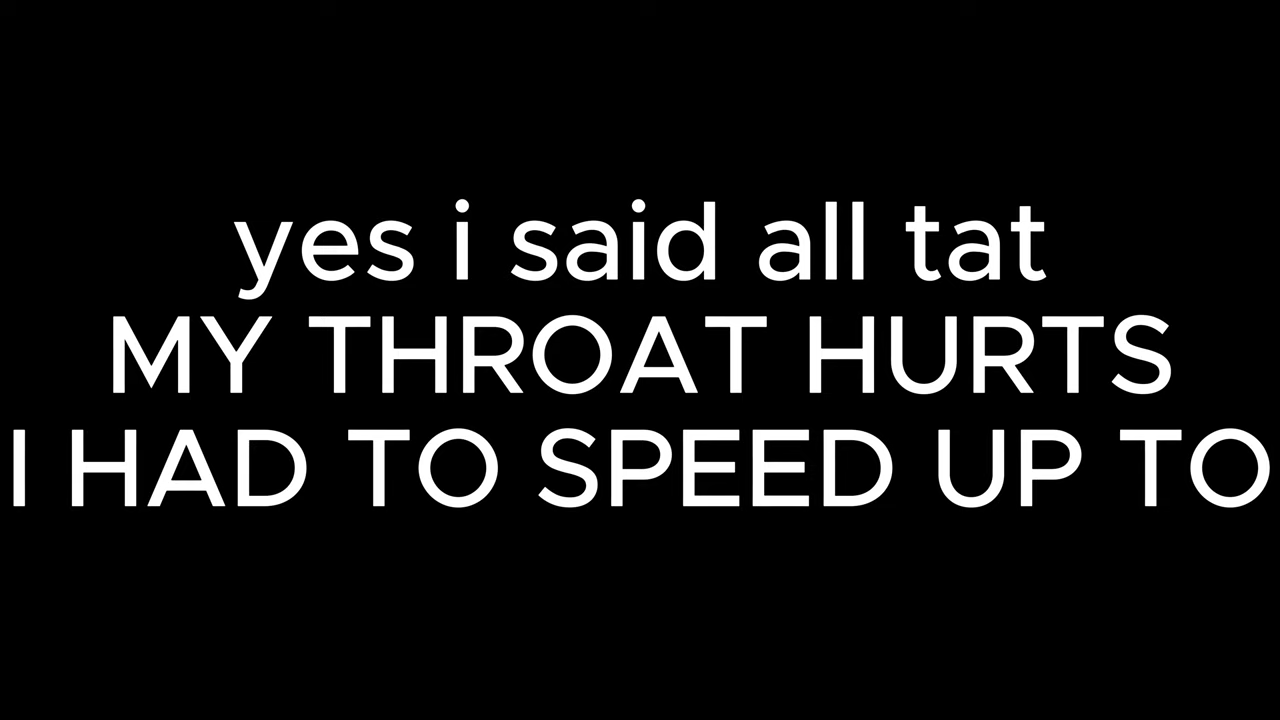 yes i said all tat
MY THROAT HURTS
I HAD TO SPEED UP TO